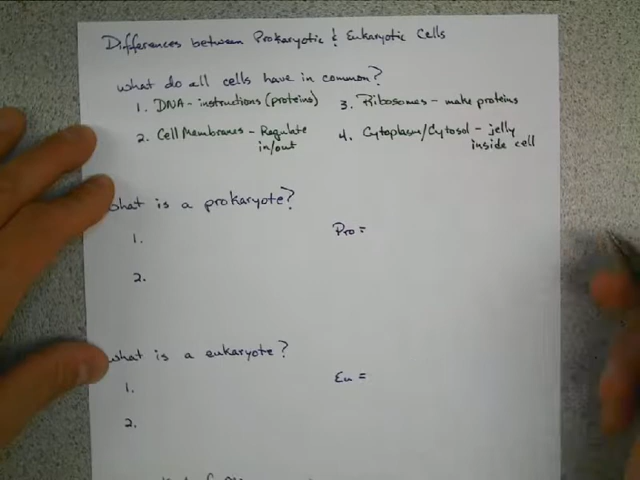 Differences between Prokaryotic & Eukaryotic Cells
What do all cells have in common?
1. DNA - instructions (proteins)
2. Cell Membranes - Regulate
in/out
3. Ribosomes - make proteins
4. Cytoplasm/Cytosol - jelly
inside cell
What is a prokaryote?
1.
2.
Pro =
What is a eukaryote?
1.
2.
Eu =